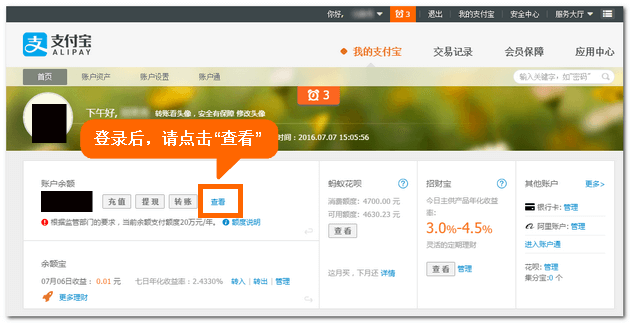 你好，
3
退出
我的支付宝
安全中心
服务大厅
支付宝
ALIPAY
我的支付宝
交易记录
会员保障
应用中心
首页
账户资产
账户设置
账户通
输入关键字，如"密码"
3
下午好,
转账看头像，安全有保障 修改头像
时间：2016.07.07 15:05:56
登录后，请点击“查看”
账户余额
充值
提现
转账
查看
根据监管部门的要求，当前余额支付额度20万元/年。
额度说明
余额宝
07月06日收益： 0.01 元
七日年化收益率：2.4330%
转入
转出
管理
更多理财
蚂蚁花呗
消费额度：4700.00 元
可用额度：4630.23 元
查看
这月买，下月还 详情
招财宝
今日主供产品年化收益
率：
3.0%-4.5%
灵活的定期理财
查看
管理
其他账户
更多>
银行卡：管理
阿里账户：管理
进入账户通
花呗：管理
集分宝：0 个